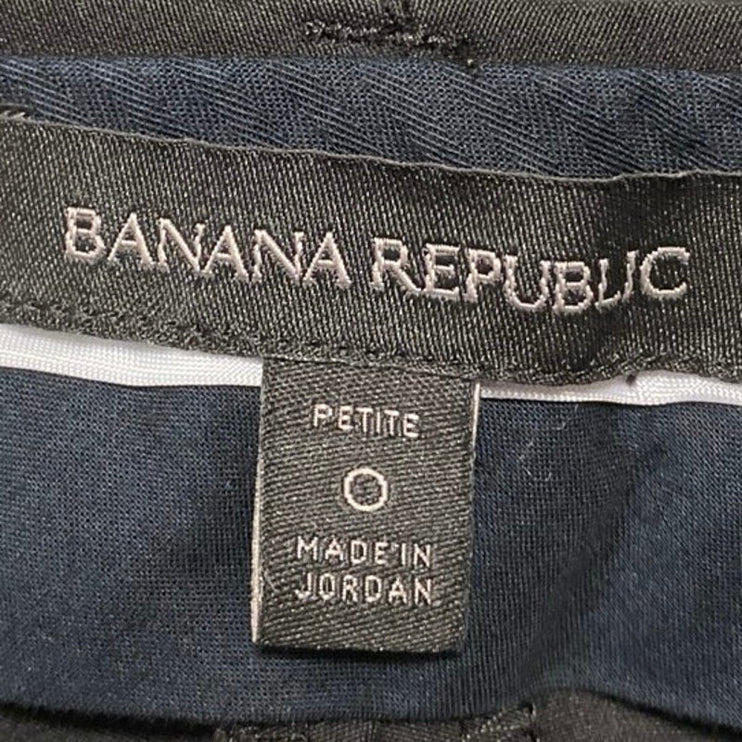 BANANA REPUBLIC
PETITE
0
MADE IN
JORDAN